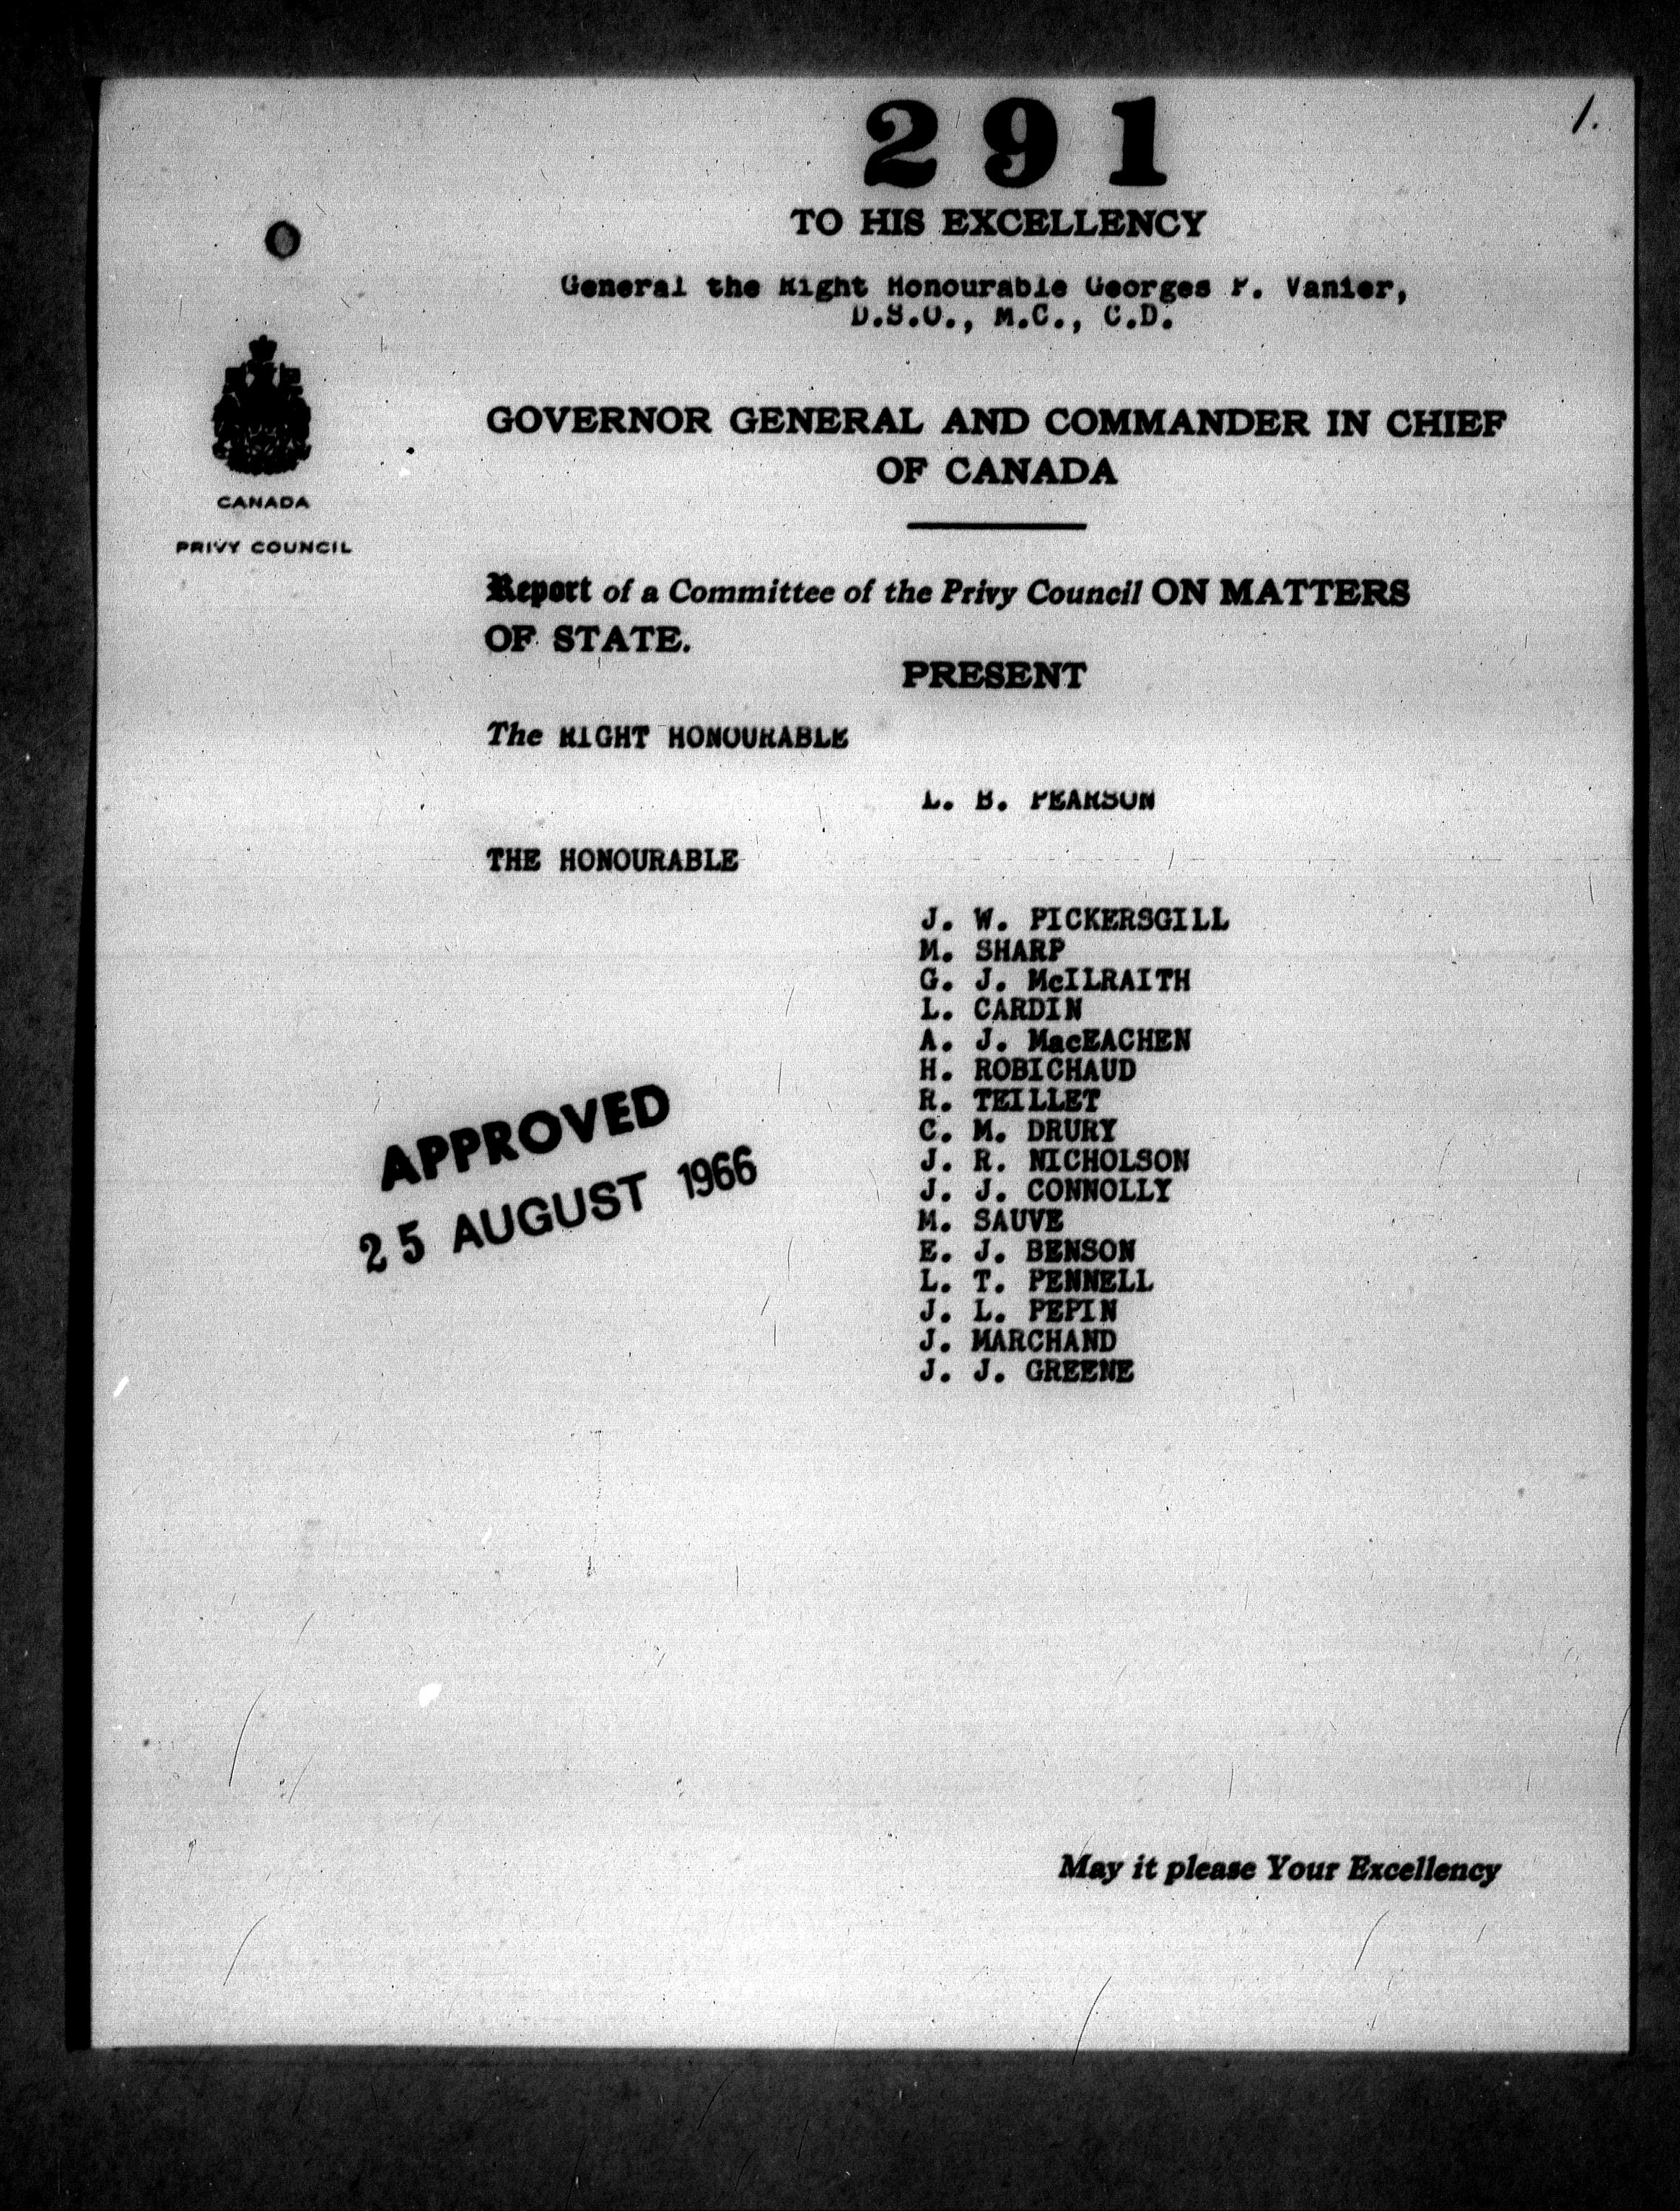 291
1.
TO HIS EXCELLENCY
General the Right Honourable Georges P. Vanier,
D.S.O., M.C., C.D.
GOVERNOR GENERAL AND COMMANDER IN CHIEF
OF CANADA
CANADA
PRIVY COUNCIL
Report of a Committee of the Privy Council ON MATTERS
OF STATE.
PRESENT
The RIGHT HONOURABLE
L. B. PEARSON
THE HONOURABLE
J. W. PICKERSGILL
M. SHARP
G. J. McILRAITH
L. CARDIN
A. J. MacEACHEN
H. ROBICHAUD
R. TEILLET
C. M. DRURY
J. R. NICHOLSON
J. J. CONNOLLY
M. SAUVE
E. J. BENSON
L. T. PENNELL
J. L. PEPIN
J. MARCHAND
J. J. GREENE
APPROVED
25 AUGUST 1966
May it please Your Excellency